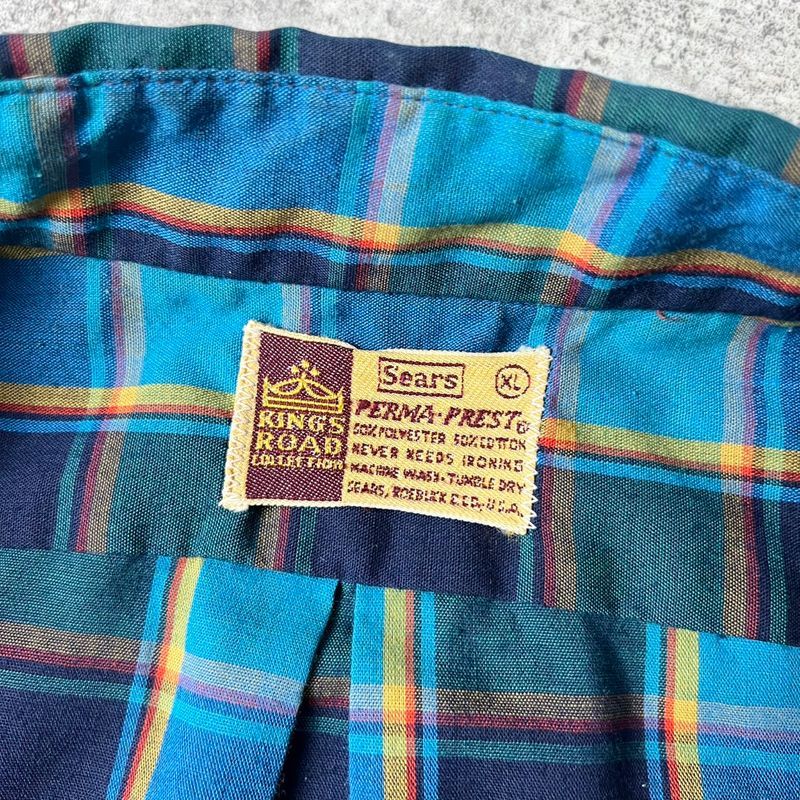 KING'S
ROAD
COLLECTION
Sears XL
PERMA-PREST®
50% POLYESTER 50% COTTON
NEVER NEEDS IRONING
MACHINE WASH-TUMBLE DRY
SEARS, ROEBUCK & CO.-U.S.A.